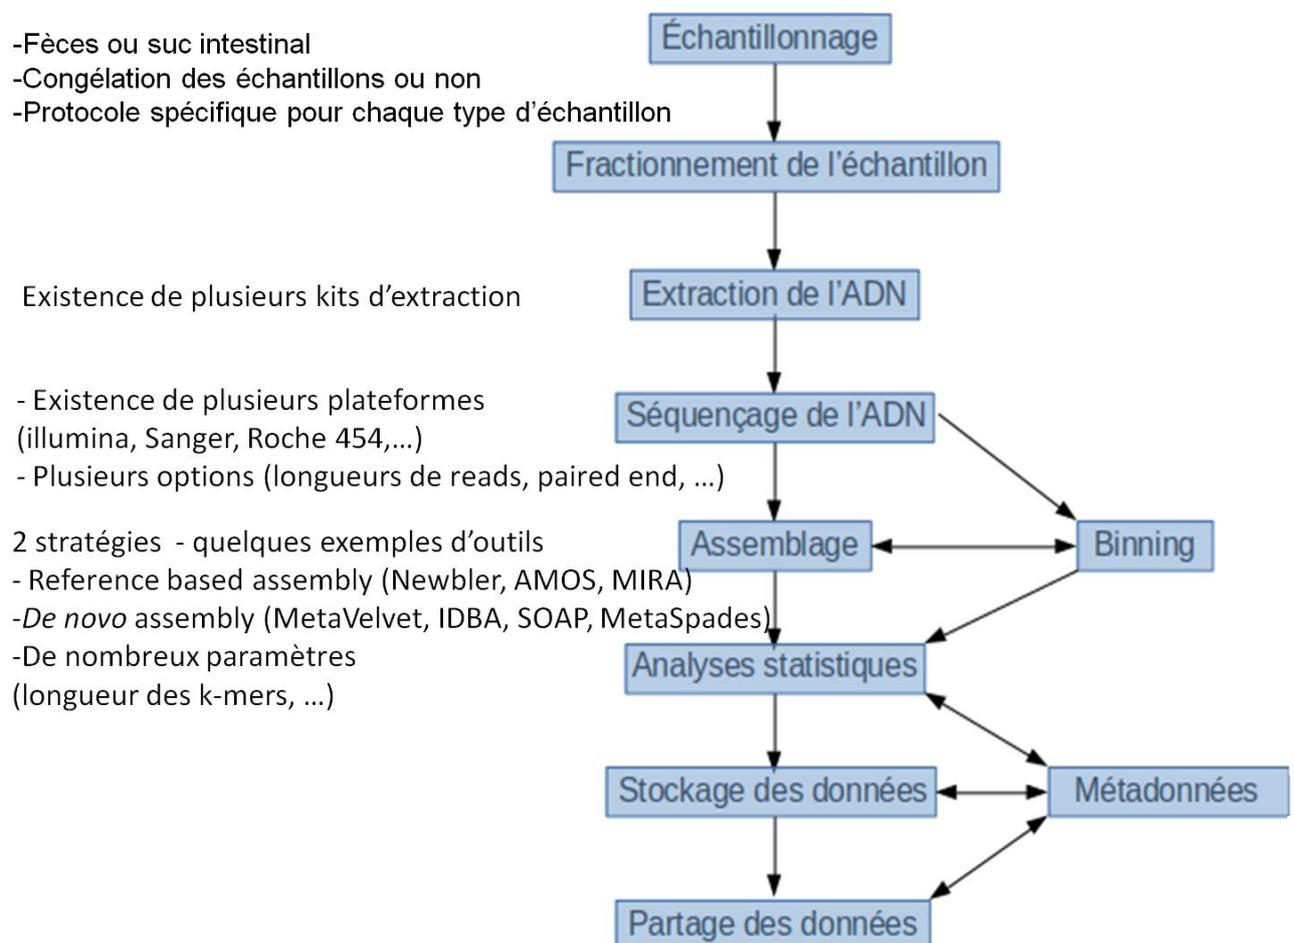 Échantillonnage
-Fèces ou suc intestinal
-Congélation des échantillons ou non
-Protocole spécifique pour chaque type d’échantillon
Fractionnement de l’échantillon
Existence de plusieurs kits d’extraction
Extraction de l’ADN
- Existence de plusieurs plateformes
(illumina, Sanger, Roche 454,...)
- Plusieurs options (longueurs de reads, paired end, ...)
Séquençage de l’ADN
2 stratégies - quelques exemples d’outils
- Reference based assembly (Newbler, AMOS, MIRA)
-De novo assembly (MetaVelvet, IDBA, SOAP, MetaSpades)
-De nombreux paramètres
(longueur des k-mers, ...)
Assemblage
Binning
Analyses statistiques
Stockage des données
Métadonnées
Partage des données